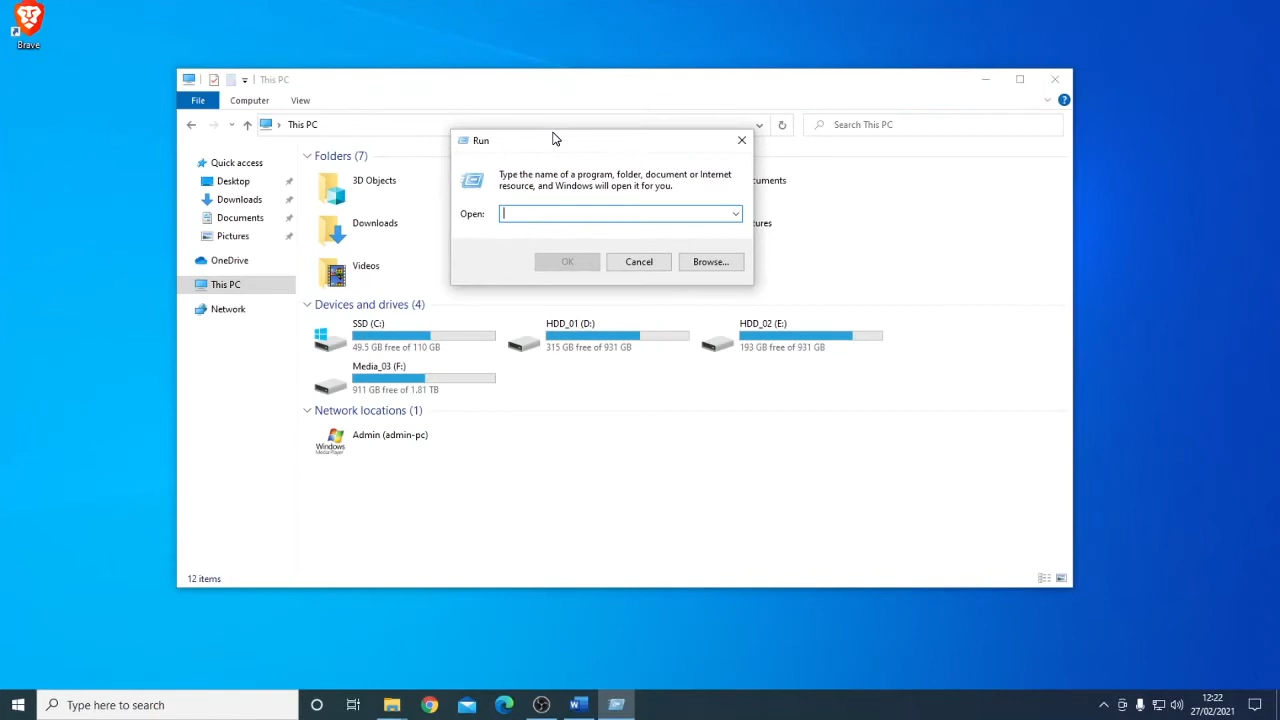 Brave
This PC
File
Computer
View
This PC
Search This PC
Run
Type the name of a program, folder, document or Internet
resource, and Windows will open it for you.
Open:
OK
Cancel
Browse...
Quick access
Desktop
Downloads
Documents
Pictures
OneDrive
This PC
Network
Folders (7)
3D Objects
uments
Downloads
ures
Videos
Devices and drives (4)
SSD (C:)
49.5 GB free of 110 GB
HDD_01 (D:)
315 GB free of 931 GB
HDD_02 (E:)
193 GB free of 931 GB
Media_03 (F:)
911 GB free of 1.81 TB
Network locations (1)
Windows
Media Player
Admin (admin-pc)
12 items
Type here to search
12:22
27/02/2021